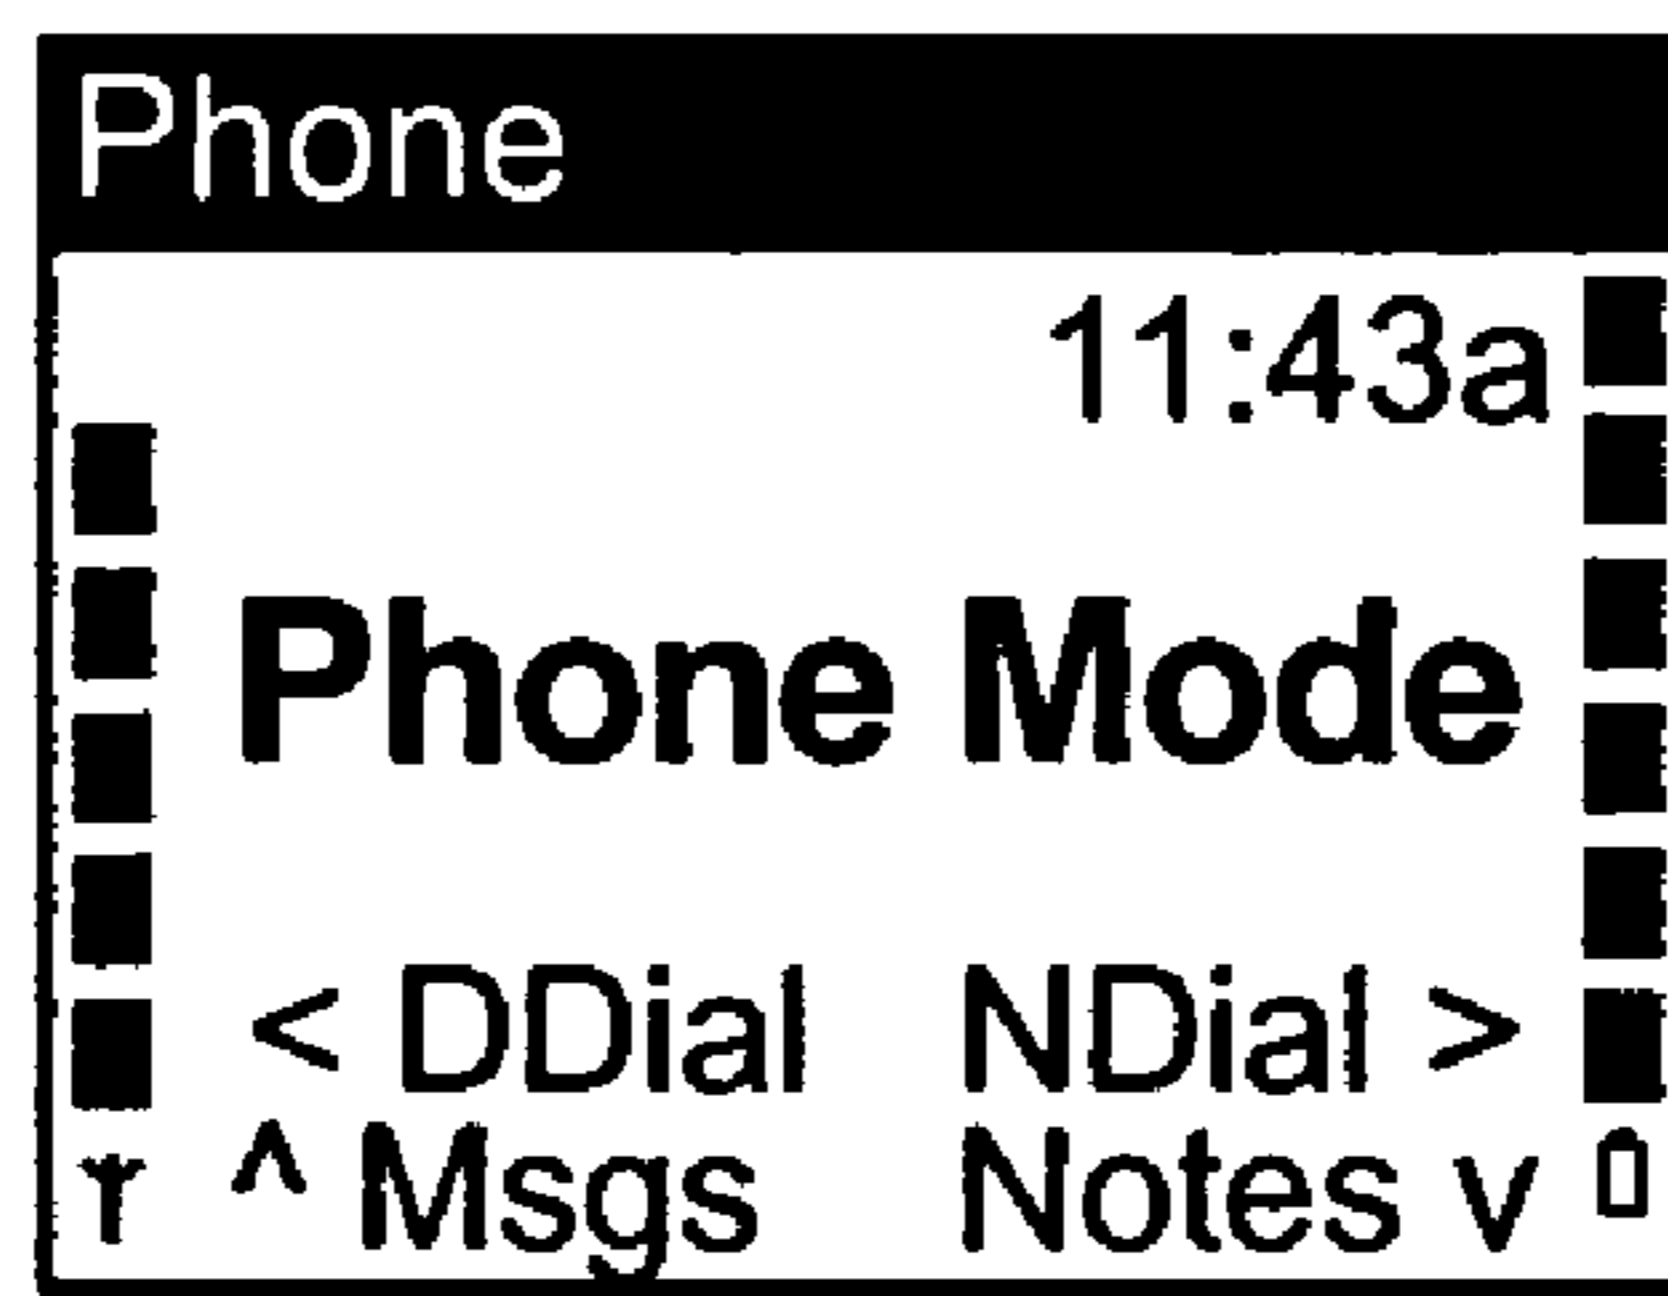 Phone
11:43a
Phone Mode
< DDial NDial >
^ Msgs Notes v